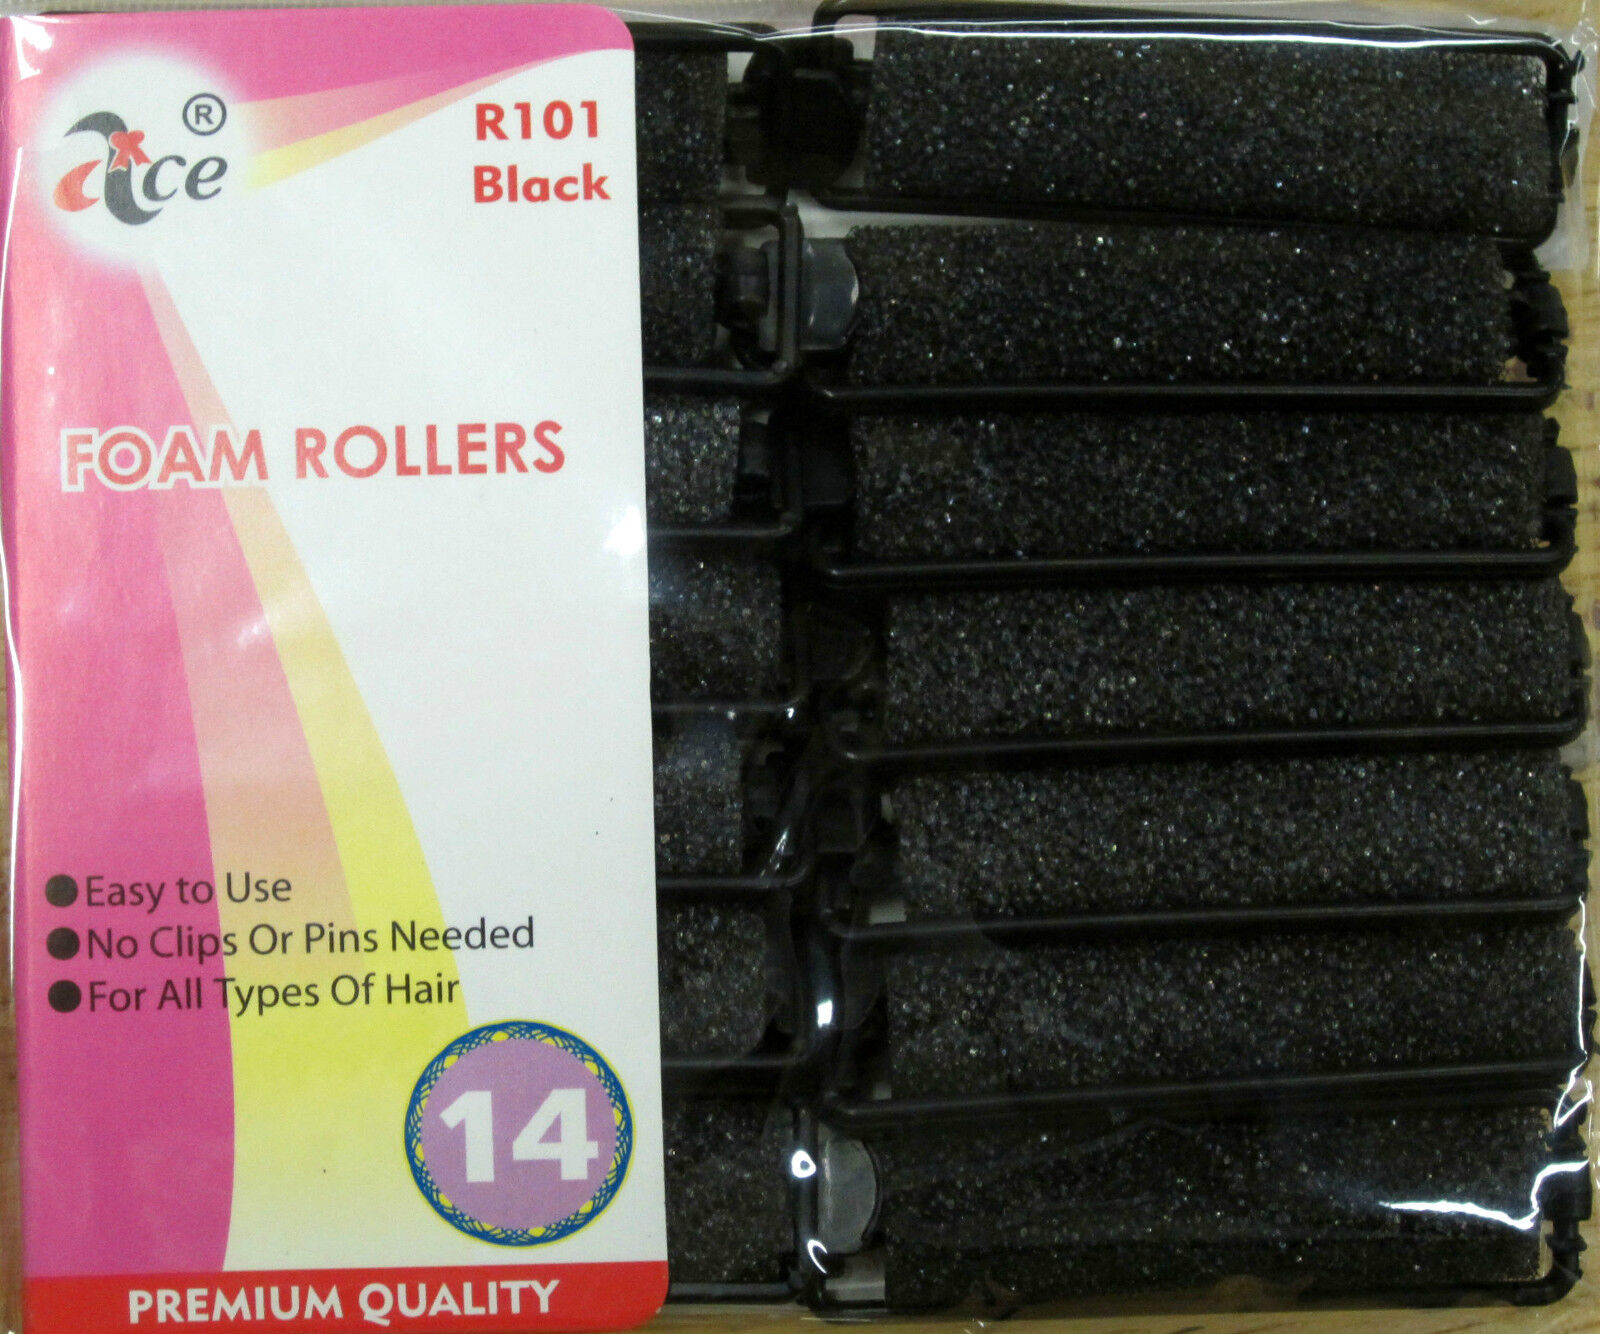 ace ®
R101
Black
FOAM ROLLERS
● Easy to Use
● No Clips Or Pins Needed
● For All Types Of Hair
14
PREMIUM QUALITY